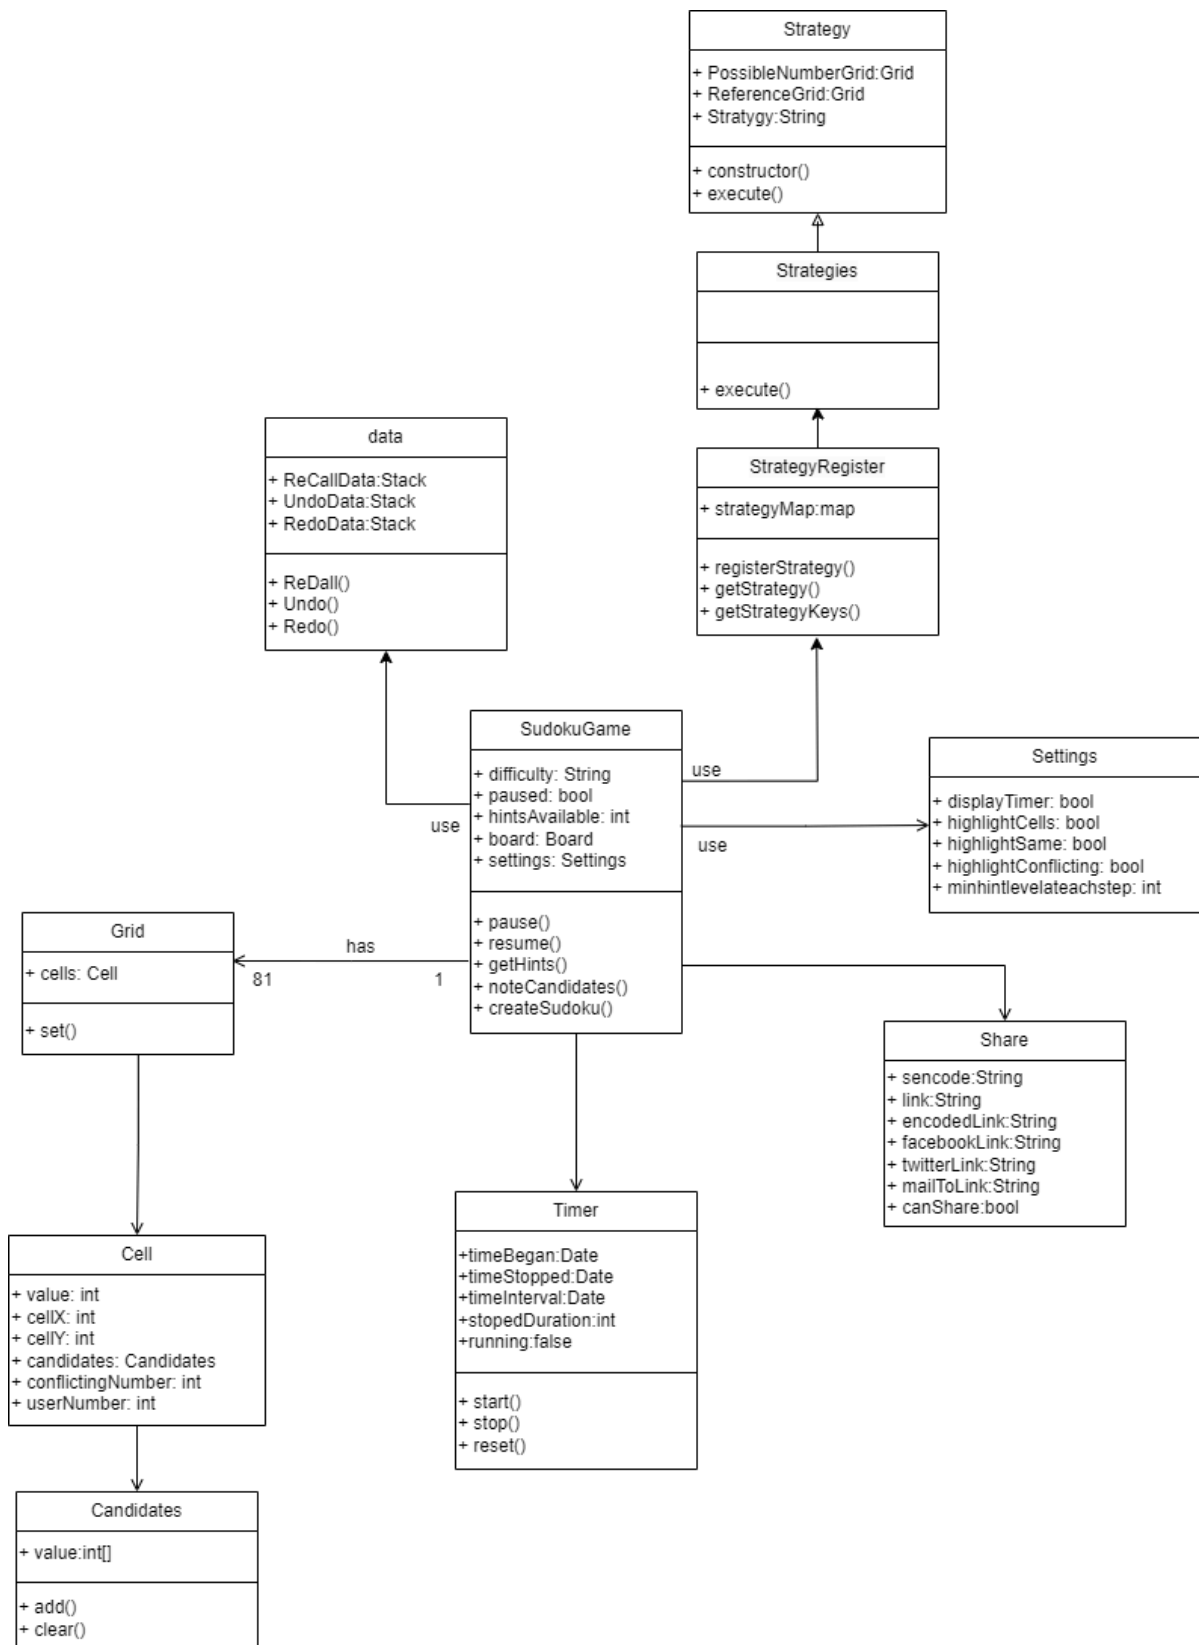 Strategy
+ PossibleNumberGrid:Grid
+ ReferenceGrid:Grid
+ Stratygy:String
+ constructor()
+ execute()
Strategies
+ execute()
data
+ ReCallData:Stack
+ UndoData:Stack
+ RedoData:Stack
+ ReDall()
+ Undo()
+ Redo()
StrategyRegister
+ strategyMap:map
+ registerStrategy()
+ getStrategy()
+ getStrategyKeys()
SudokuGame
+ difficulty: String
+ paused: bool
+ hintsAvailable: int
+ board: Board
+ settings: Settings
+ pause()
+ resume()
+ getHints()
+ noteCandidates()
+ createSudoku()
use
use
use
Settings
+ displayTimer: bool
+ highlightCells: bool
+ highlightSame: bool
+ highlightConflicting: bool
+ minhintlevelateachstep: int
Grid
+ cells: Cell
+ set()
has
81
1
Share
+ sencode:String
+ link:String
+ encodedLink:String
+ facebookLink:String
+ twitterLink:String
+ mailToLink:String
+ canShare:bool
Timer
+timeBegan:Date
+timeStopped:Date
+timeInterval:Date
+stopedDuration:int
+running:false
+ start()
+ stop()
+ reset()
Cell
+ value: int
+ cellX: int
+ cellY: int
+ candidates: Candidates
+ conflictingNumber: int
+ userNumber: int
Candidates
+ value:int[]
+ add()
+ clear()